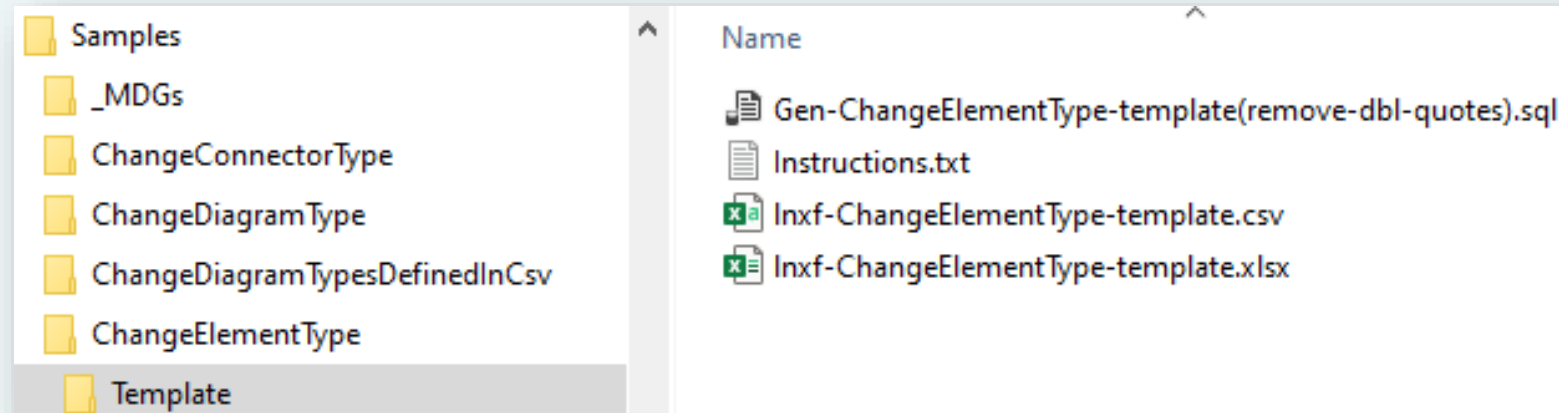 Samples
_MDGs
ChangeConnectorType
ChangeDiagramType
ChangeDiagramTypesDefinedInCsv
ChangeElementType
Template
Name
Gen-ChangeElementType-template(remove-dbl-quotes).sql
Instructions.txt
Inxf-ChangeElementType-template.csv
Inxf-ChangeElementType-template.xlsx